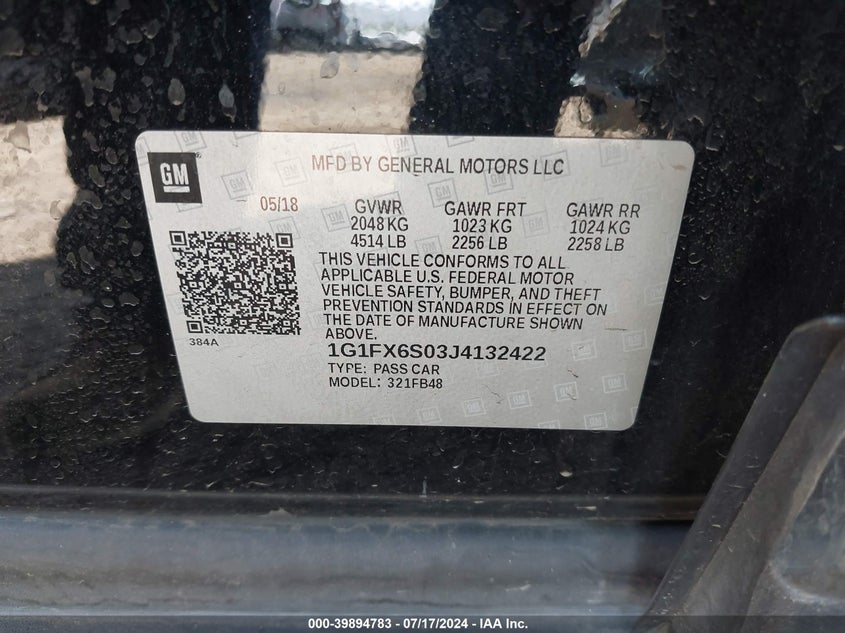 GM
MFD BY GENERAL MOTORS LLC
05/18
GVWR
2048 KG
4514 LB
GAWR FRT
1023 KG
2256 LB
GAWR RR
1024 KG
2258 LB
THIS VEHICLE CONFORMS TO ALL
APPLICABLE U.S. FEDERAL MOTOR
VEHICLE SAFETY, BUMPER, AND THEFT
PREVENTION STANDARDS IN EFFECT ON
THE DATE OF MANUFACTURE SHOWN
ABOVE.
384A
1G1FX6S03J4132422
TYPE: PASS CAR
MODEL: 321FB48
000-39894783 / 07/17/2024 - IAA Inc.